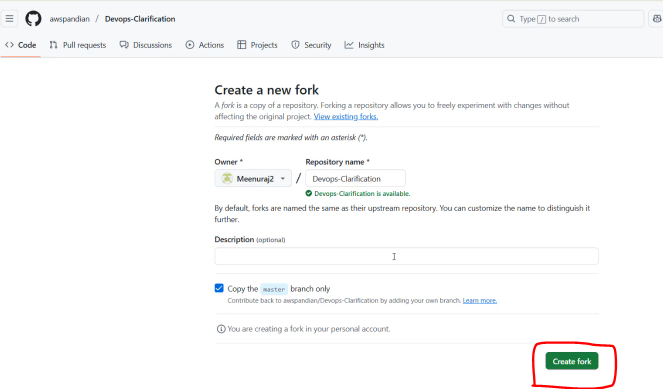 awspandian / Devops-Clarification
Type / to search
Code Pull requests Discussions Actions Projects Security Insights
Create a new fork
A fork is a copy of a repository. Forking a repository allows you to freely experiment with changes without
affecting the original project. View existing forks.
Required fields are marked with an asterisk (*).
Owner * Repository name *
Meenuraj2 / Devops-Clarification
Devops-Clarification is available.
By default, forks are named the same as their upstream repository. You can customize the name to distinguish it
further.
Description (optional)
Copy the master branch only
Contribute back to awspandian/Devops-Clarification by adding your own branch. Learn more.
You are creating a fork in your personal account.
Create fork